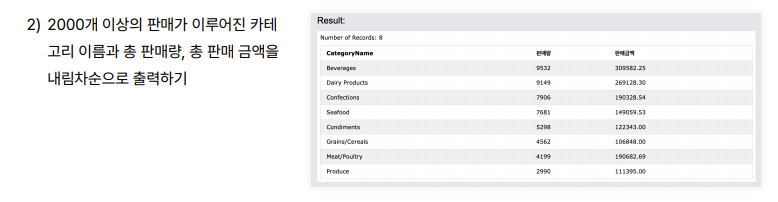 2) 2000개 이상의 판매가 이루어진 카테
고리 이름과 총 판매량, 총 판매 금액을
내림차순으로 출력하기
Result:
Number of Records: 8
CategoryName 판매량 판매금액
Beverages 9532 309582.25
Dairy Products 9149 269128.30
Confections 7906 190328.54
Seafood 7681 149059.53
Condiments 5298 122343.00
Grains/Cereals 4562 106848.00
Meat/Poultry 4199 190682.69
Produce 2990 111395.00